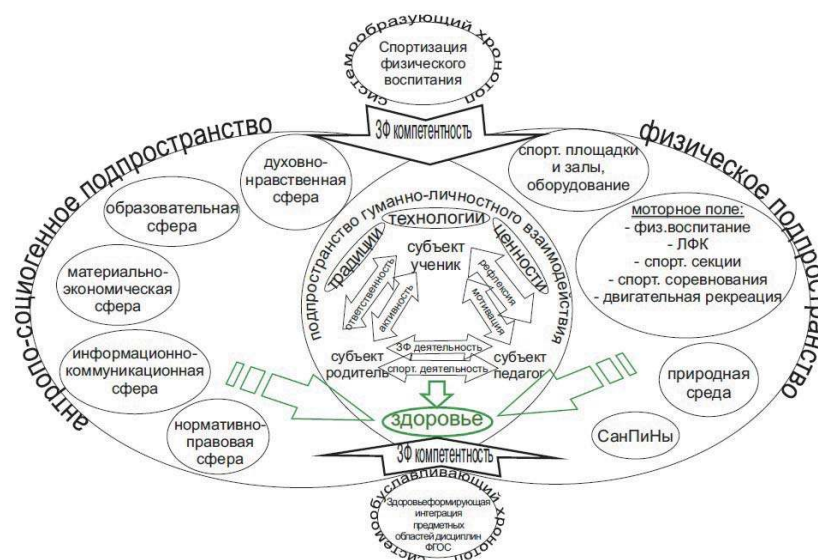 системообразующий хронотоп
Спортизация
физического
воспитания
ЗФ компетентность
антропо-социогенное подпространство
духовно-
нравственная
сфера
образовательная
сфера
материально-
экономическая
сфера
информационно-
коммуникационная
сфера
нормативно-
правовая
сфера
подпространство гуманно-личностного взаимодействия
технологии
традиции
ценности
субъект
ученик
ответственность
активность
рефлексия
мотивация
субъект
родитель
ЗФ деятельность
спорт. деятельность
субъект
педагог
здоровье
физическое подпространство
спорт. площадки
и залы,
оборудование
моторное поле:
- физ.воспитание
- ЛФК
- спорт. секции
- спорт. соревнования
- двигательная рекреация
природная
среда
СанПиНы
ЗФ компетентность
системообуславливающий хронотоп
Здоровьеформирующая
интеграция
предметных
областей дисциплин
ФГОС